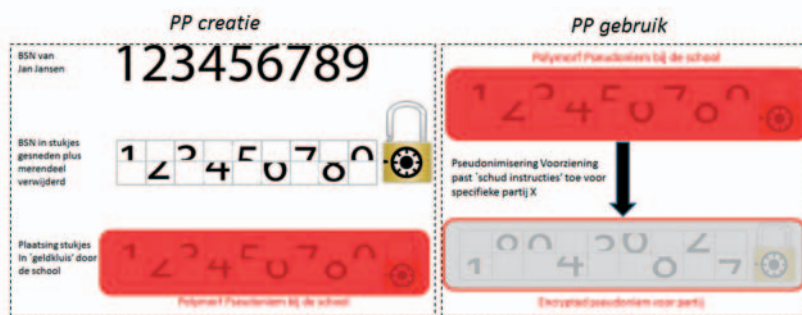 PP creatie
BSN van
Jan Jansen
123456789
BSN in stukjes
gesneden plus
merendeel
verwijderd
Plaatsing stukjes
In 'geldkluis' door
de school
Polymorf Pseudoniem bij de school
PP gebruik
Polymorf Pseudoniem bij de school
Pseudonimisering Voorziening
past 'schud instructies' toe voor
specifieke partij X
Encrypted pseudoniem voor partij